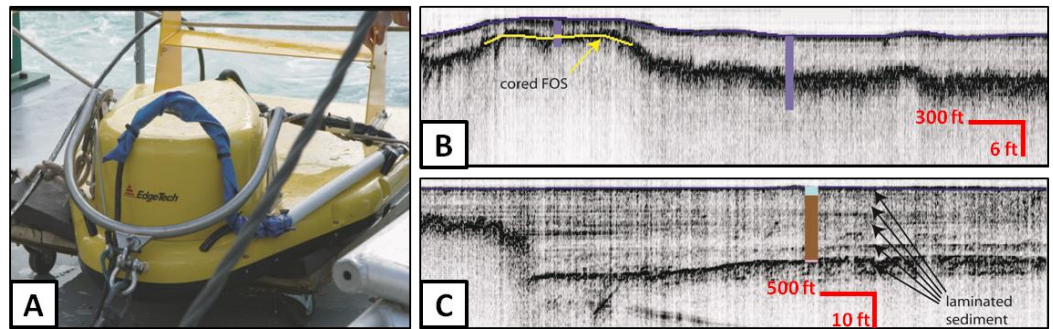 EdgeTech
A
cored FOS
300 ft
6 ft
B
500 ft
10 ft
laminated
sediment
C